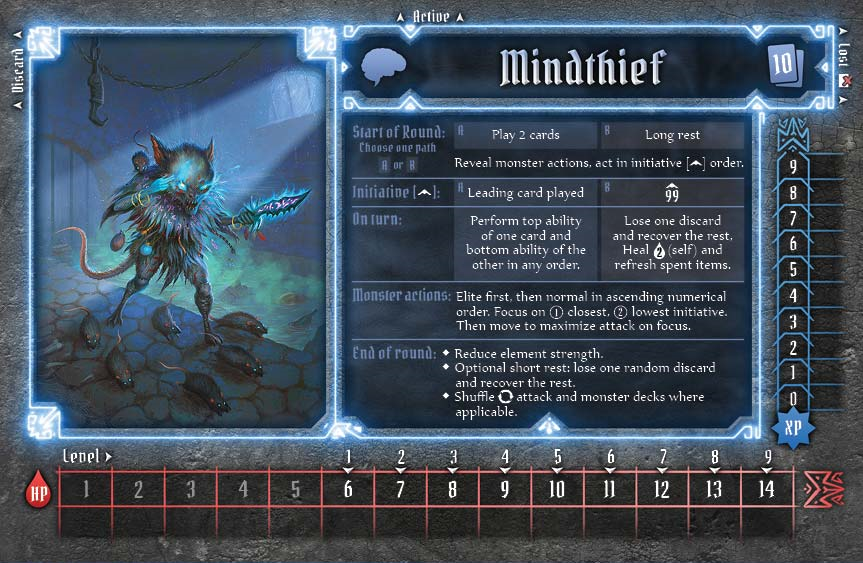 Active
Discard
Mindthief
10
Lost
Start of Round:
Choose one path
A or B
A Play 2 cards
B Long rest
Reveal monster actions, act in initiative [ ] order.
Initiative [ ]:
A Leading card played
B 99
On turn:
Perform top ability
of one card and
bottom ability of the
other in any order.
Lose one discard
and recover the rest.
Heal 2 (self) and
refresh spent items.
Monster actions:
Elite first, then normal in ascending numerical
order. Focus on ① closest, ② lowest initiative.
Then move to maximize attack on focus.
End of round:
◆ Reduce element strength.
◆ Optional short rest: lose one random discard
and recover the rest.
◆ Shuffle attack and monster decks where
applicable.
9
8
7
6
5
4
3
2
1
0
XP
Level 1 2 3 4 5 6 7 8 9
HP 1 2 3 4 5 6 7 8 9 10 11 12 13 14